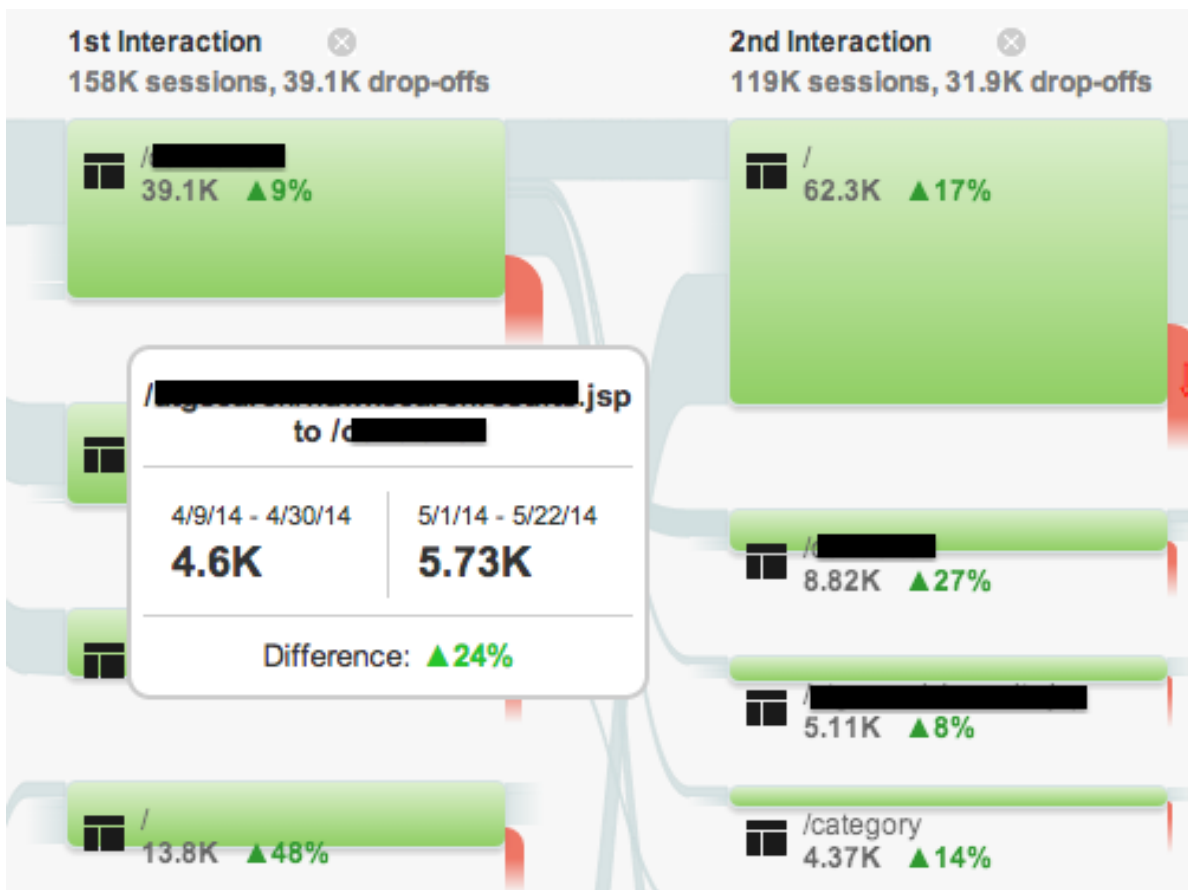 1st Interaction
158K sessions, 39.1K drop-offs
/
39.1K ▲9%
/
13.8K ▲48%
/ .jsp
to /
4/9/14 - 4/30/14
4.6K
5/1/14 - 5/22/14
5.73K
Difference: ▲24%
2nd Interaction
119K sessions, 31.9K drop-offs
/
62.3K ▲17%
/
8.82K ▲27%
/
5.11K ▲8%
/category
4.37K ▲14%